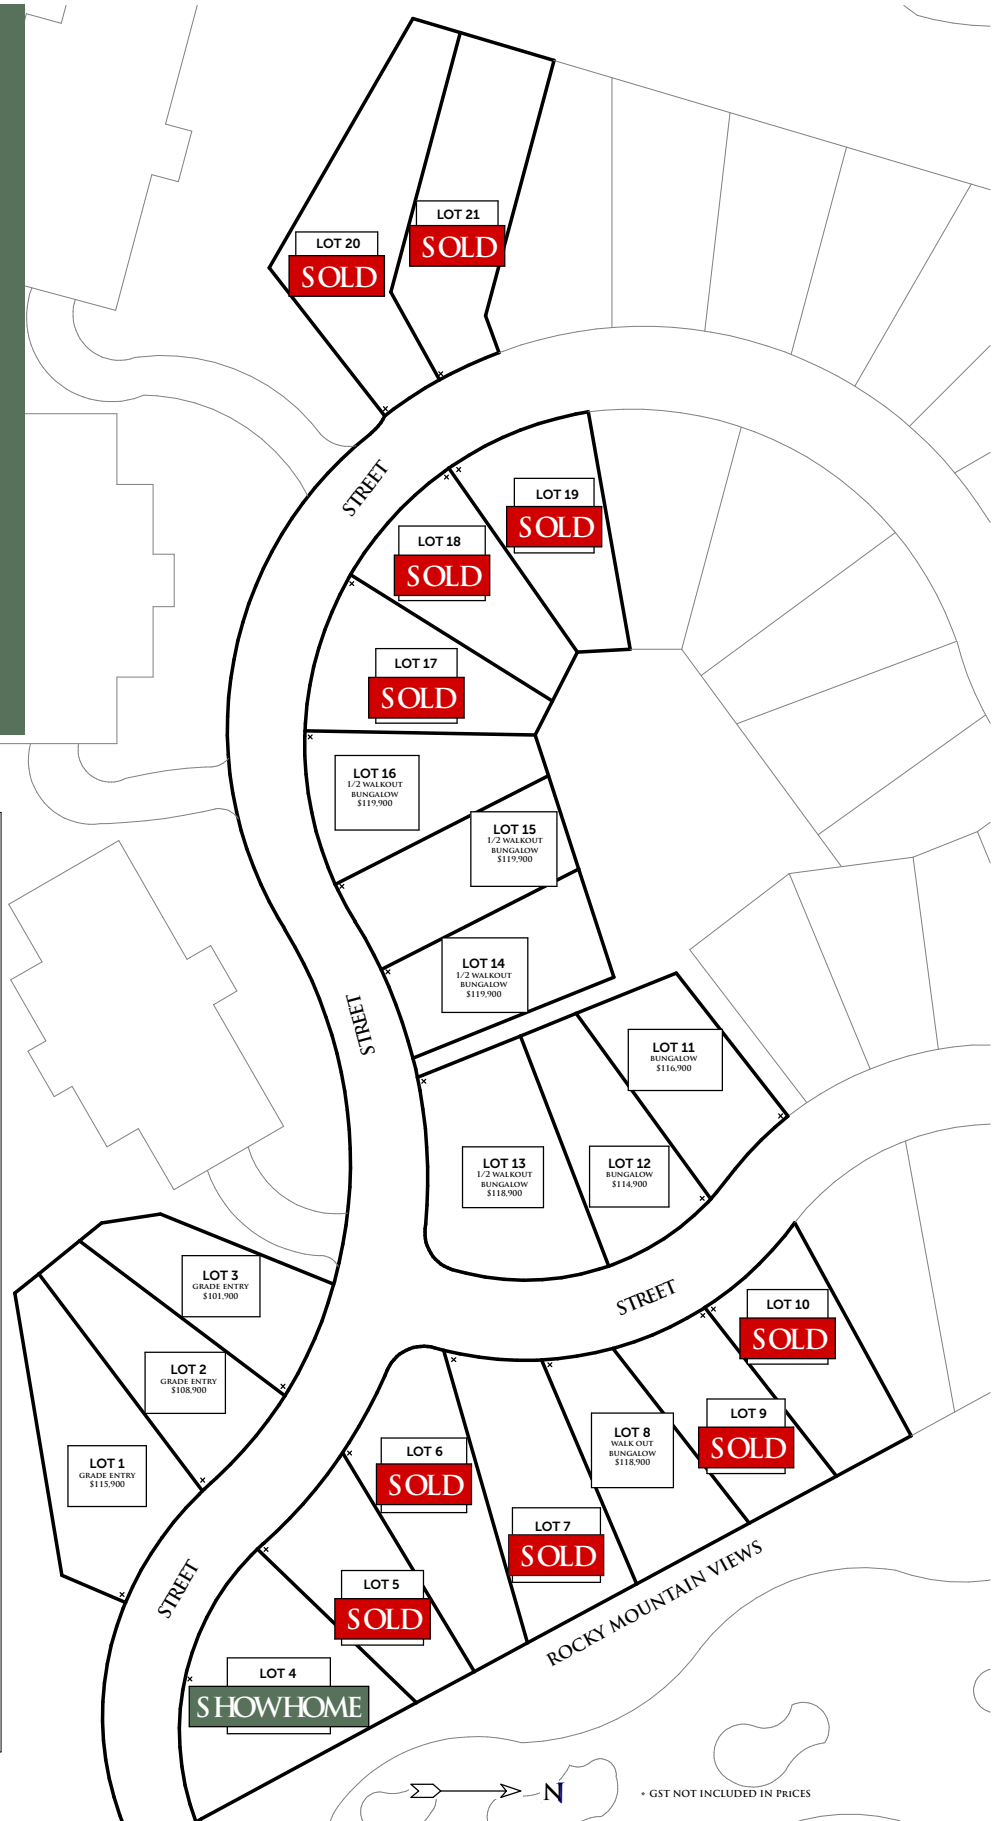 LOT 21
SOLD
LOT 20
SOLD
STREET
LOT 19
SOLD
LOT 18
SOLD
LOT 17
SOLD
LOT 16
1/2 WALKOUT
BUNGALOW
$119,900
LOT 15
1/2 WALKOUT
BUNGALOW
$119,900
LOT 14
1/2 WALKOUT
BUNGALOW
$119,900
STREET
LOT 11
BUNGALOW
$116,900
LOT 13
1/2 WALKOUT
BUNGALOW
$118,900
LOT 12
BUNGALOW
$114,900
LOT 3
GRADE ENTRY
$101,900
STREET
LOT 10
SOLD
LOT 2
GRADE ENTRY
$108,900
LOT 9
SOLD
LOT 8
WALK OUT
BUNGALOW
$118,900
LOT 6
SOLD
LOT 1
GRADE ENTRY
$115,900
LOT 7
SOLD
STREET
LOT 5
SOLD
ROCKY MOUNTAIN VIEWS
LOT 4
SHOWHOME
N
* GST NOT INCLUDED IN PRICES